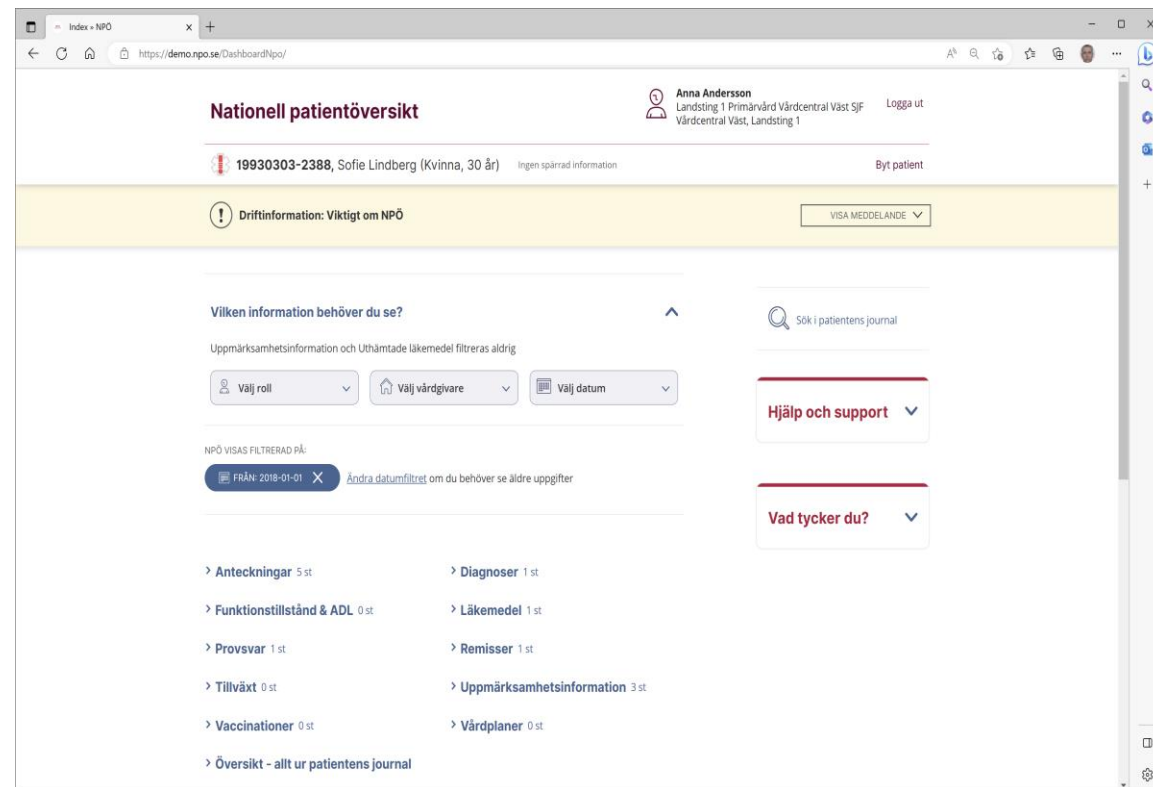 Index » NPÖ
https://demo.npo.se/DashboardNpo/
Nationell patientöversikt
Anna Andersson
Landsting 1 Primärvård Vårdcentral Väst SJF
Vårdcentral Väst, Landsting 1
Logga ut
19930303-2388, Sofie Lindberg (Kvinna, 30 år) Ingen spärrad information
Byt patient
Driftinformation: Viktigt om NPÖ
VISA MEDDELANDE
Vilken information behöver du se?
Uppmärksamhetsinformation och Uthämtade läkemedel filtreras aldrig
Välj roll
Välj vårdgivare
Välj datum
Sök i patientens journal
Hjälp och support
NPÖ VISAS FILTRERAD PÅ:
FRÅN: 2018-01-01 X Ändra datumfiltret om du behöver se äldre uppgifter
Vad tycker du?
Anteckningar 5 st
Diagnoser 1 st
Funktionstillstånd & ADL 0 st
Läkemedel 1 st
Provsvar 1 st
Remisser 1 st
Tillväxt 0 st
Uppmärksamhetsinformation 3 st
Vaccinationer 0 st
Vårdplaner 0 st
Översikt - allt ur patientens journal